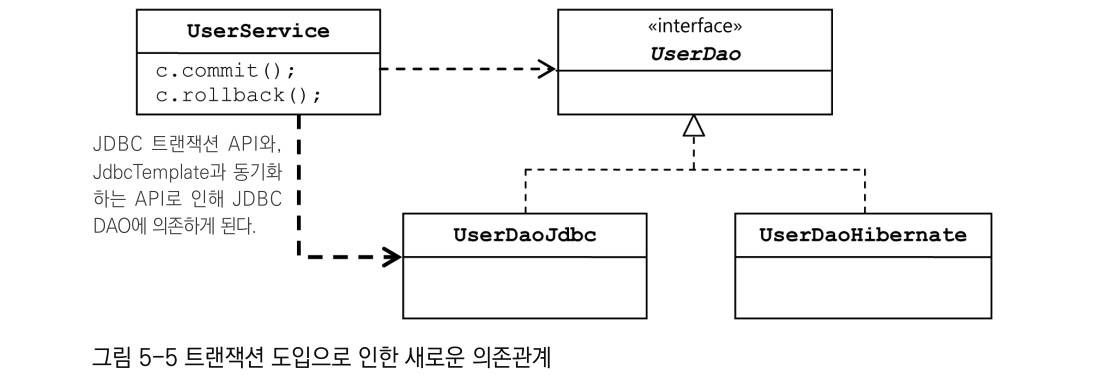 UserService
c.commit();
c.rollback();
«interface»
UserDao
JDBC 트랜잭션 API와,
JdbcTemplate과 동기화
하는 API로 인해 JDBC
DAO에 의존하게 된다.
UserDaoJdbc
UserDaoHibernate
그림 5-5 트랜잭션 도입으로 인한 새로운 의존관계